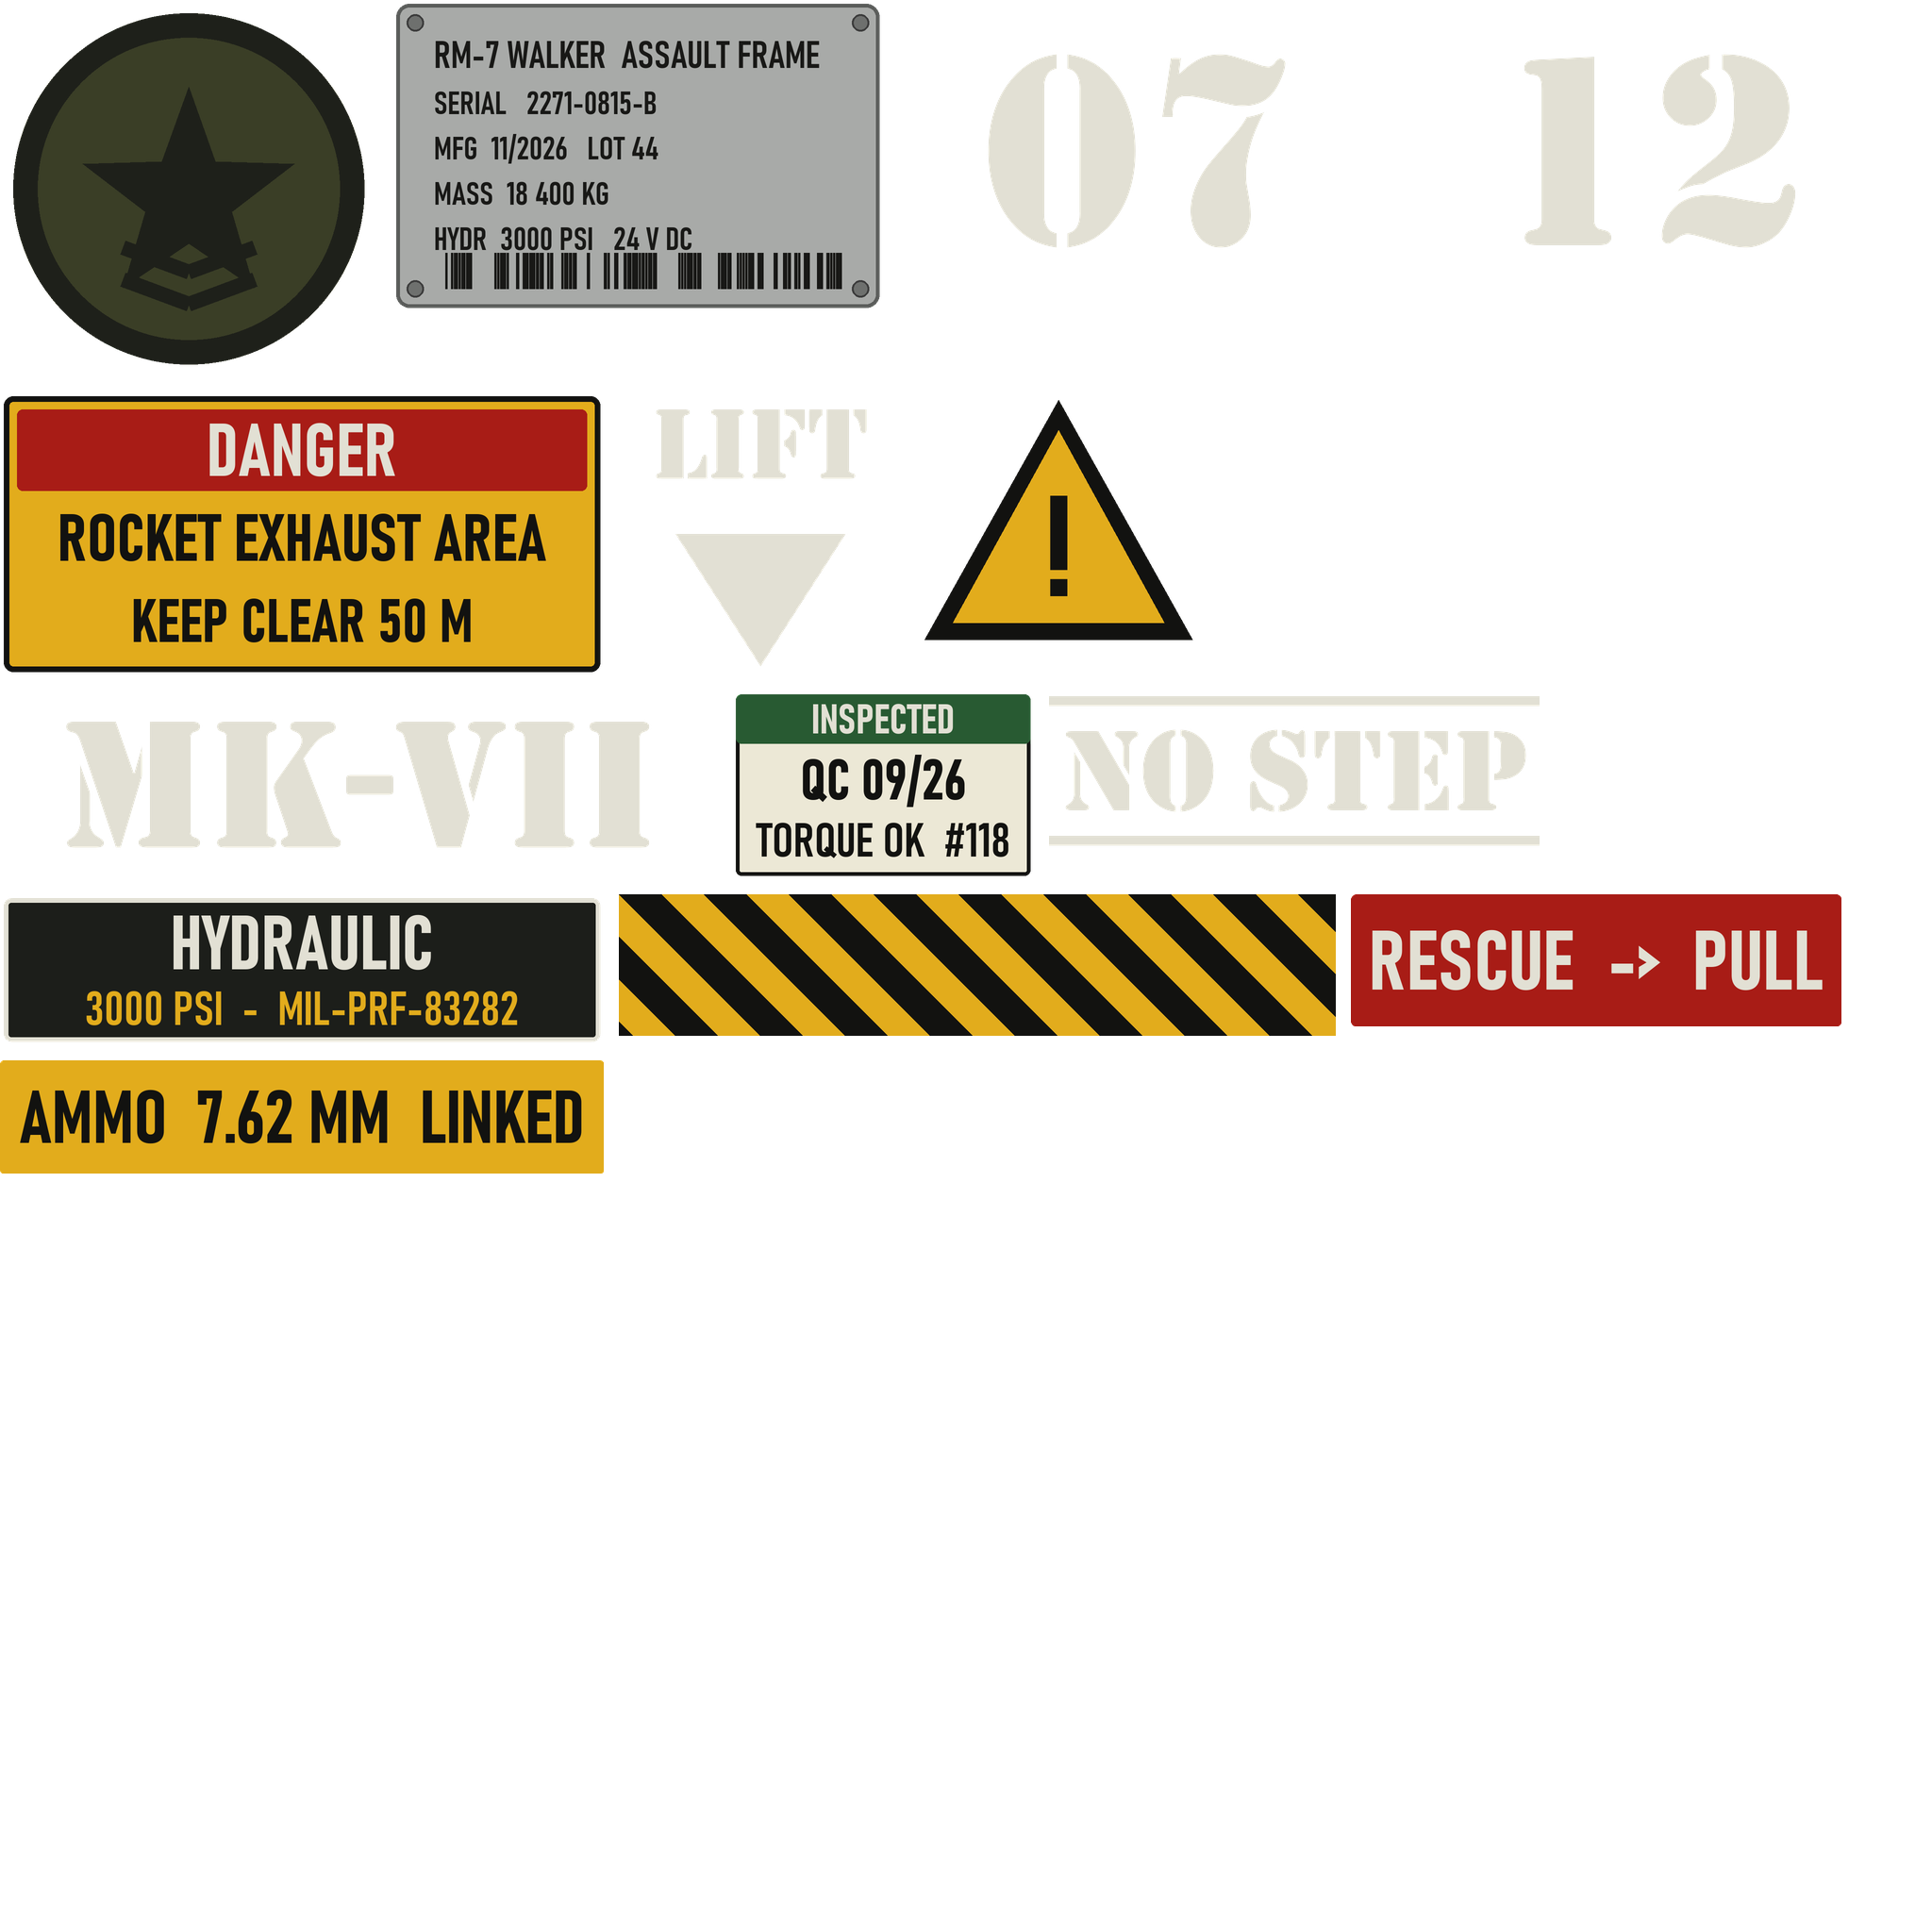 RM-7 WALKER ASSAULT FRAME
SERIAL 2271-0815-B
MFG 11/2026 LOT 44
MASS 18 400 KG
HYDR 3000 PSI 24 V DC
07
12
DANGER
ROCKET EXHAUST AREA
KEEP CLEAR 50 M
LIFT
!
MK-VII
INSPECTED
QC 09/26
TORQUE OK #118
NO STEP
HYDRAULIC
3000 PSI - MIL-PRF-83282
RESCUE -> PULL
AMMO 7.62 MM LINKED